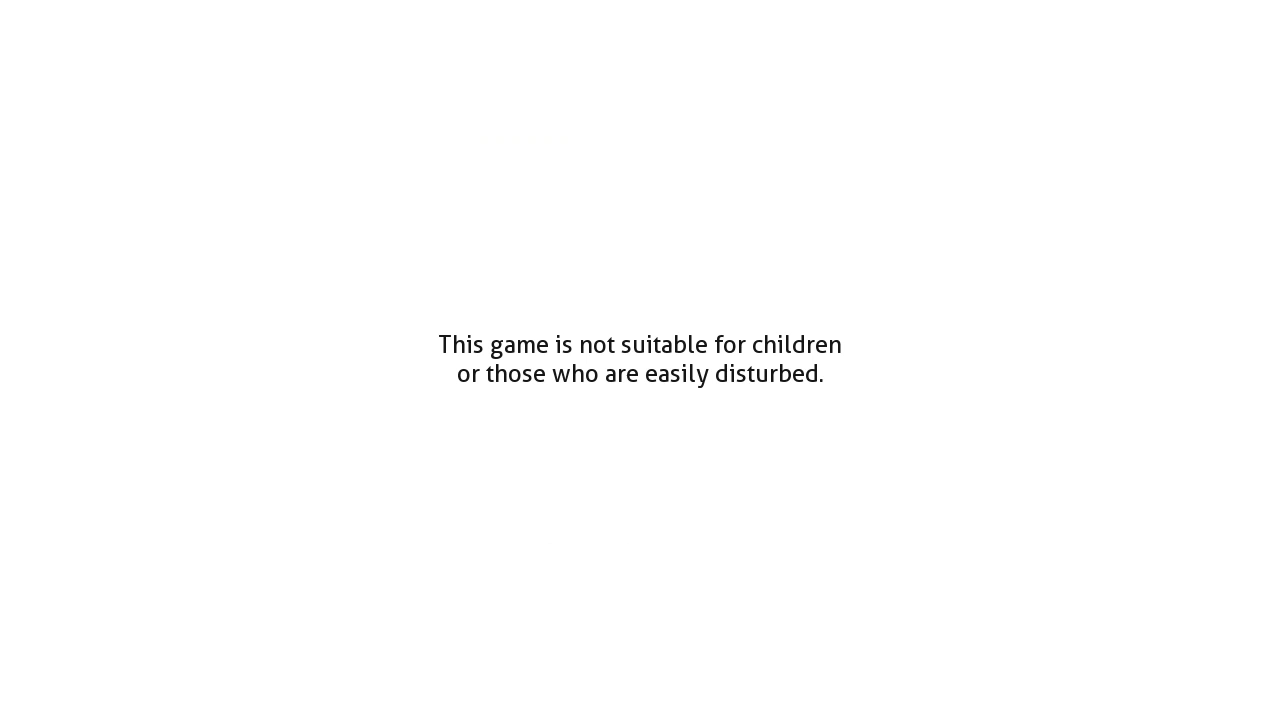 This game is not suitable for children
or those who are easily disturbed.